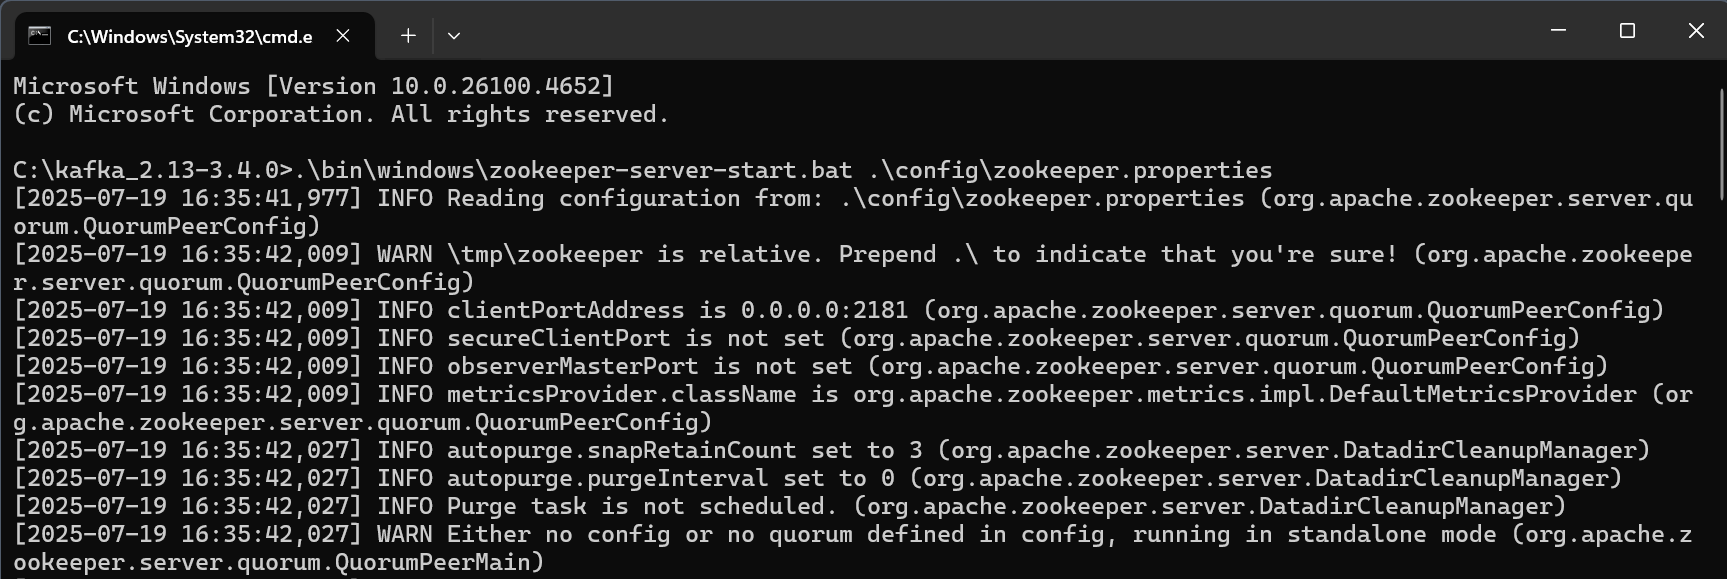 C:\Windows\System32\cmd.e
Microsoft Windows [Version 10.0.26100.4652]
(c) Microsoft Corporation. All rights reserved.
C:\kafka_2.13-3.4.0>.\bin\windows\zookeeper-server-start.bat .\config\zookeeper.properties
[2025-07-19 16:35:41,977] INFO Reading configuration from: .\config\zookeeper.properties (org.apache.zookeeper.server.qu
orum.QuorumPeerConfig)
[2025-07-19 16:35:42,009] WARN \tmp\zookeeper is relative. Prepend .\ to indicate that you're sure! (org.apache.zookeepe
r.server.quorum.QuorumPeerConfig)
[2025-07-19 16:35:42,009] INFO clientPortAddress is 0.0.0.0:2181 (org.apache.zookeeper.server.quorum.QuorumPeerConfig)
[2025-07-19 16:35:42,009] INFO secureClientPort is not set (org.apache.zookeeper.server.quorum.QuorumPeerConfig)
[2025-07-19 16:35:42,009] INFO observerMasterPort is not set (org.apache.zookeeper.server.quorum.QuorumPeerConfig)
[2025-07-19 16:35:42,009] INFO metricsProvider.className is org.apache.zookeeper.metrics.impl.DefaultMetricsProvider (or
g.apache.zookeeper.server.quorum.QuorumPeerConfig)
[2025-07-19 16:35:42,027] INFO autopurge.snapRetainCount set to 3 (org.apache.zookeeper.server.DatadirCleanupManager)
[2025-07-19 16:35:42,027] INFO autopurge.purgeInterval set to 0 (org.apache.zookeeper.server.DatadirCleanupManager)
[2025-07-19 16:35:42,027] INFO Purge task is not scheduled. (org.apache.zookeeper.server.DatadirCleanupManager)
[2025-07-19 16:35:42,027] WARN Either no config or no quorum defined in config, running in standalone mode (org.apache.z
ookeeper.server.quorum.QuorumPeerMain)